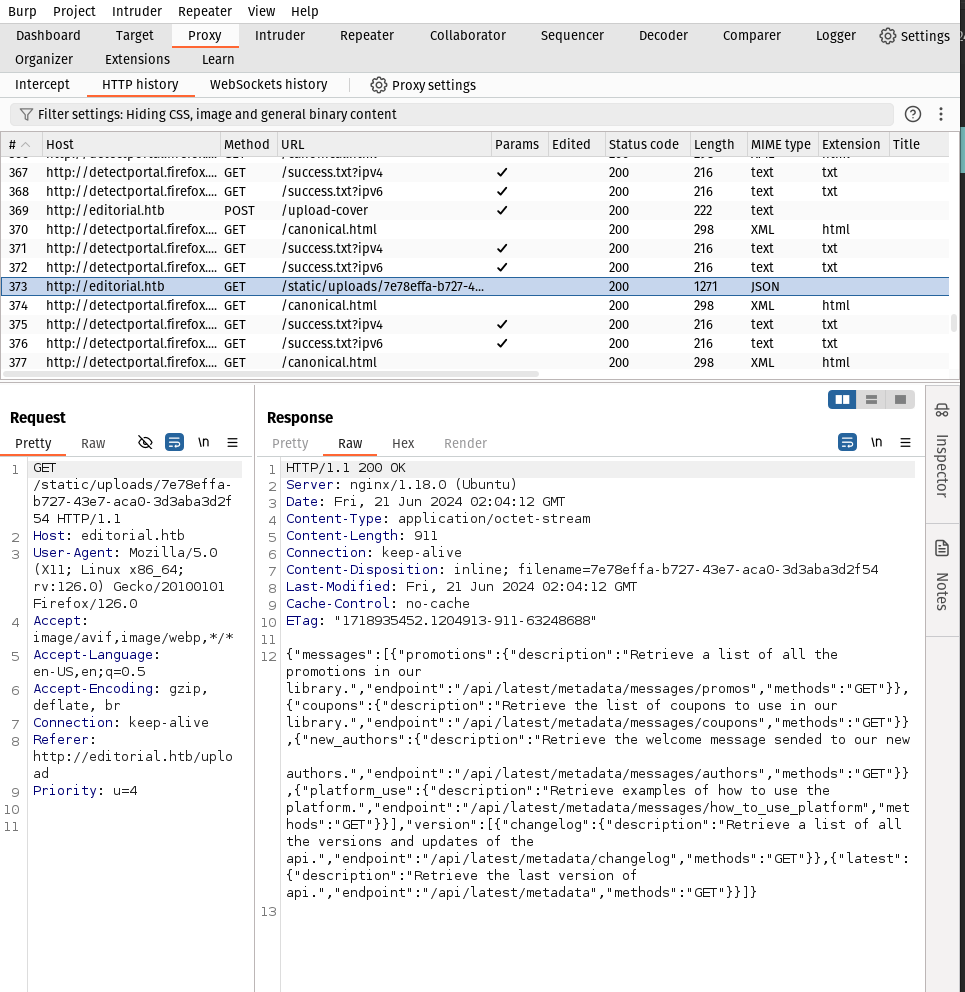 Burp Project Intruder Repeater View Help
Dashboard Target Proxy Intruder Repeater Collaborator Sequencer Decoder Comparer Logger Settings
Organizer Extensions Learn
Intercept HTTP history WebSockets history Proxy settings
Filter settings: Hiding CSS, image and general binary content
# Host Method URL Params Edited Status code Length MIME type Extension Title
367 http://detectportal.firefox.... GET /success.txt?ipv4 ✓ 200 216 text txt
368 http://detectportal.firefox.... GET /success.txt?ipv6 ✓ 200 216 text txt
369 http://editorial.htb POST /upload-cover ✓ 200 222 text
370 http://detectportal.firefox.... GET /canonical.html 200 298 XML html
371 http://detectportal.firefox.... GET /success.txt?ipv4 ✓ 200 216 text txt
372 http://detectportal.firefox.... GET /success.txt?ipv6 ✓ 200 216 text txt
373 http://editorial.htb GET /static/uploads/7e78effa-b727-4... 200 1271 JSON
374 http://detectportal.firefox.... GET /canonical.html 200 298 XML html
375 http://detectportal.firefox.... GET /success.txt?ipv4 ✓ 200 216 text txt
376 http://detectportal.firefox.... GET /success.txt?ipv6 ✓ 200 216 text txt
377 http://detectportal.firefox.... GET /canonical.html 200 298 XML html
Request
Pretty Raw \n
1 GET
/static/uploads/7e78effa-
b727-43e7-aca0-3d3aba3d2f
54 HTTP/1.1
2 Host: editorial.htb
3 User-Agent: Mozilla/5.0
(X11; Linux x86_64;
rv:126.0) Gecko/20100101
Firefox/126.0
4 Accept:
image/avif,image/webp,*/*
5 Accept-Language:
en-US,en;q=0.5
6 Accept-Encoding: gzip,
deflate, br
7 Connection: keep-alive
8 Referer:
http://editorial.htb/uplo
ad
9 Priority: u=4
10
11
Response
Pretty Raw Hex Render \n
1 HTTP/1.1 200 OK
2 Server: nginx/1.18.0 (Ubuntu)
3 Date: Fri, 21 Jun 2024 02:04:12 GMT
4 Content-Type: application/octet-stream
5 Content-Length: 911
6 Connection: keep-alive
7 Content-Disposition: inline; filename=7e78effa-b727-43e7-aca0-3d3aba3d2f54
8 Last-Modified: Fri, 21 Jun 2024 02:04:12 GMT
9 Cache-Control: no-cache
10 ETag: "1718935452.1204913-911-63248688"
11
12 {"messages":[{"promotions":{"description":"Retrieve a list of all the
promotions in our
library.","endpoint":"/api/latest/metadata/messages/promos","methods":"GET"}},
{"coupons":{"description":"Retrieve the list of coupons to use in our
library.","endpoint":"/api/latest/metadata/messages/coupons","methods":"GET"}}
,{"new_authors":{"description":"Retrieve the welcome message sended to our new
authors.","endpoint":"/api/latest/metadata/messages/authors","methods":"GET"}}
,{"platform_use":{"description":"Retrieve examples of how to use the
platform.","endpoint":"/api/latest/metadata/messages/how_to_use_platform","met
hods":"GET"}}],"version":[{"changelog":{"description":"Retrieve a list of all
the versions and updates of the
api.","endpoint":"/api/latest/metadata/changelog","methods":"GET"}},{"latest":
{"description":"Retrieve the last version of
api.","endpoint":"/api/latest/metadata","methods":"GET"}}]}
13
Inspector
Notes